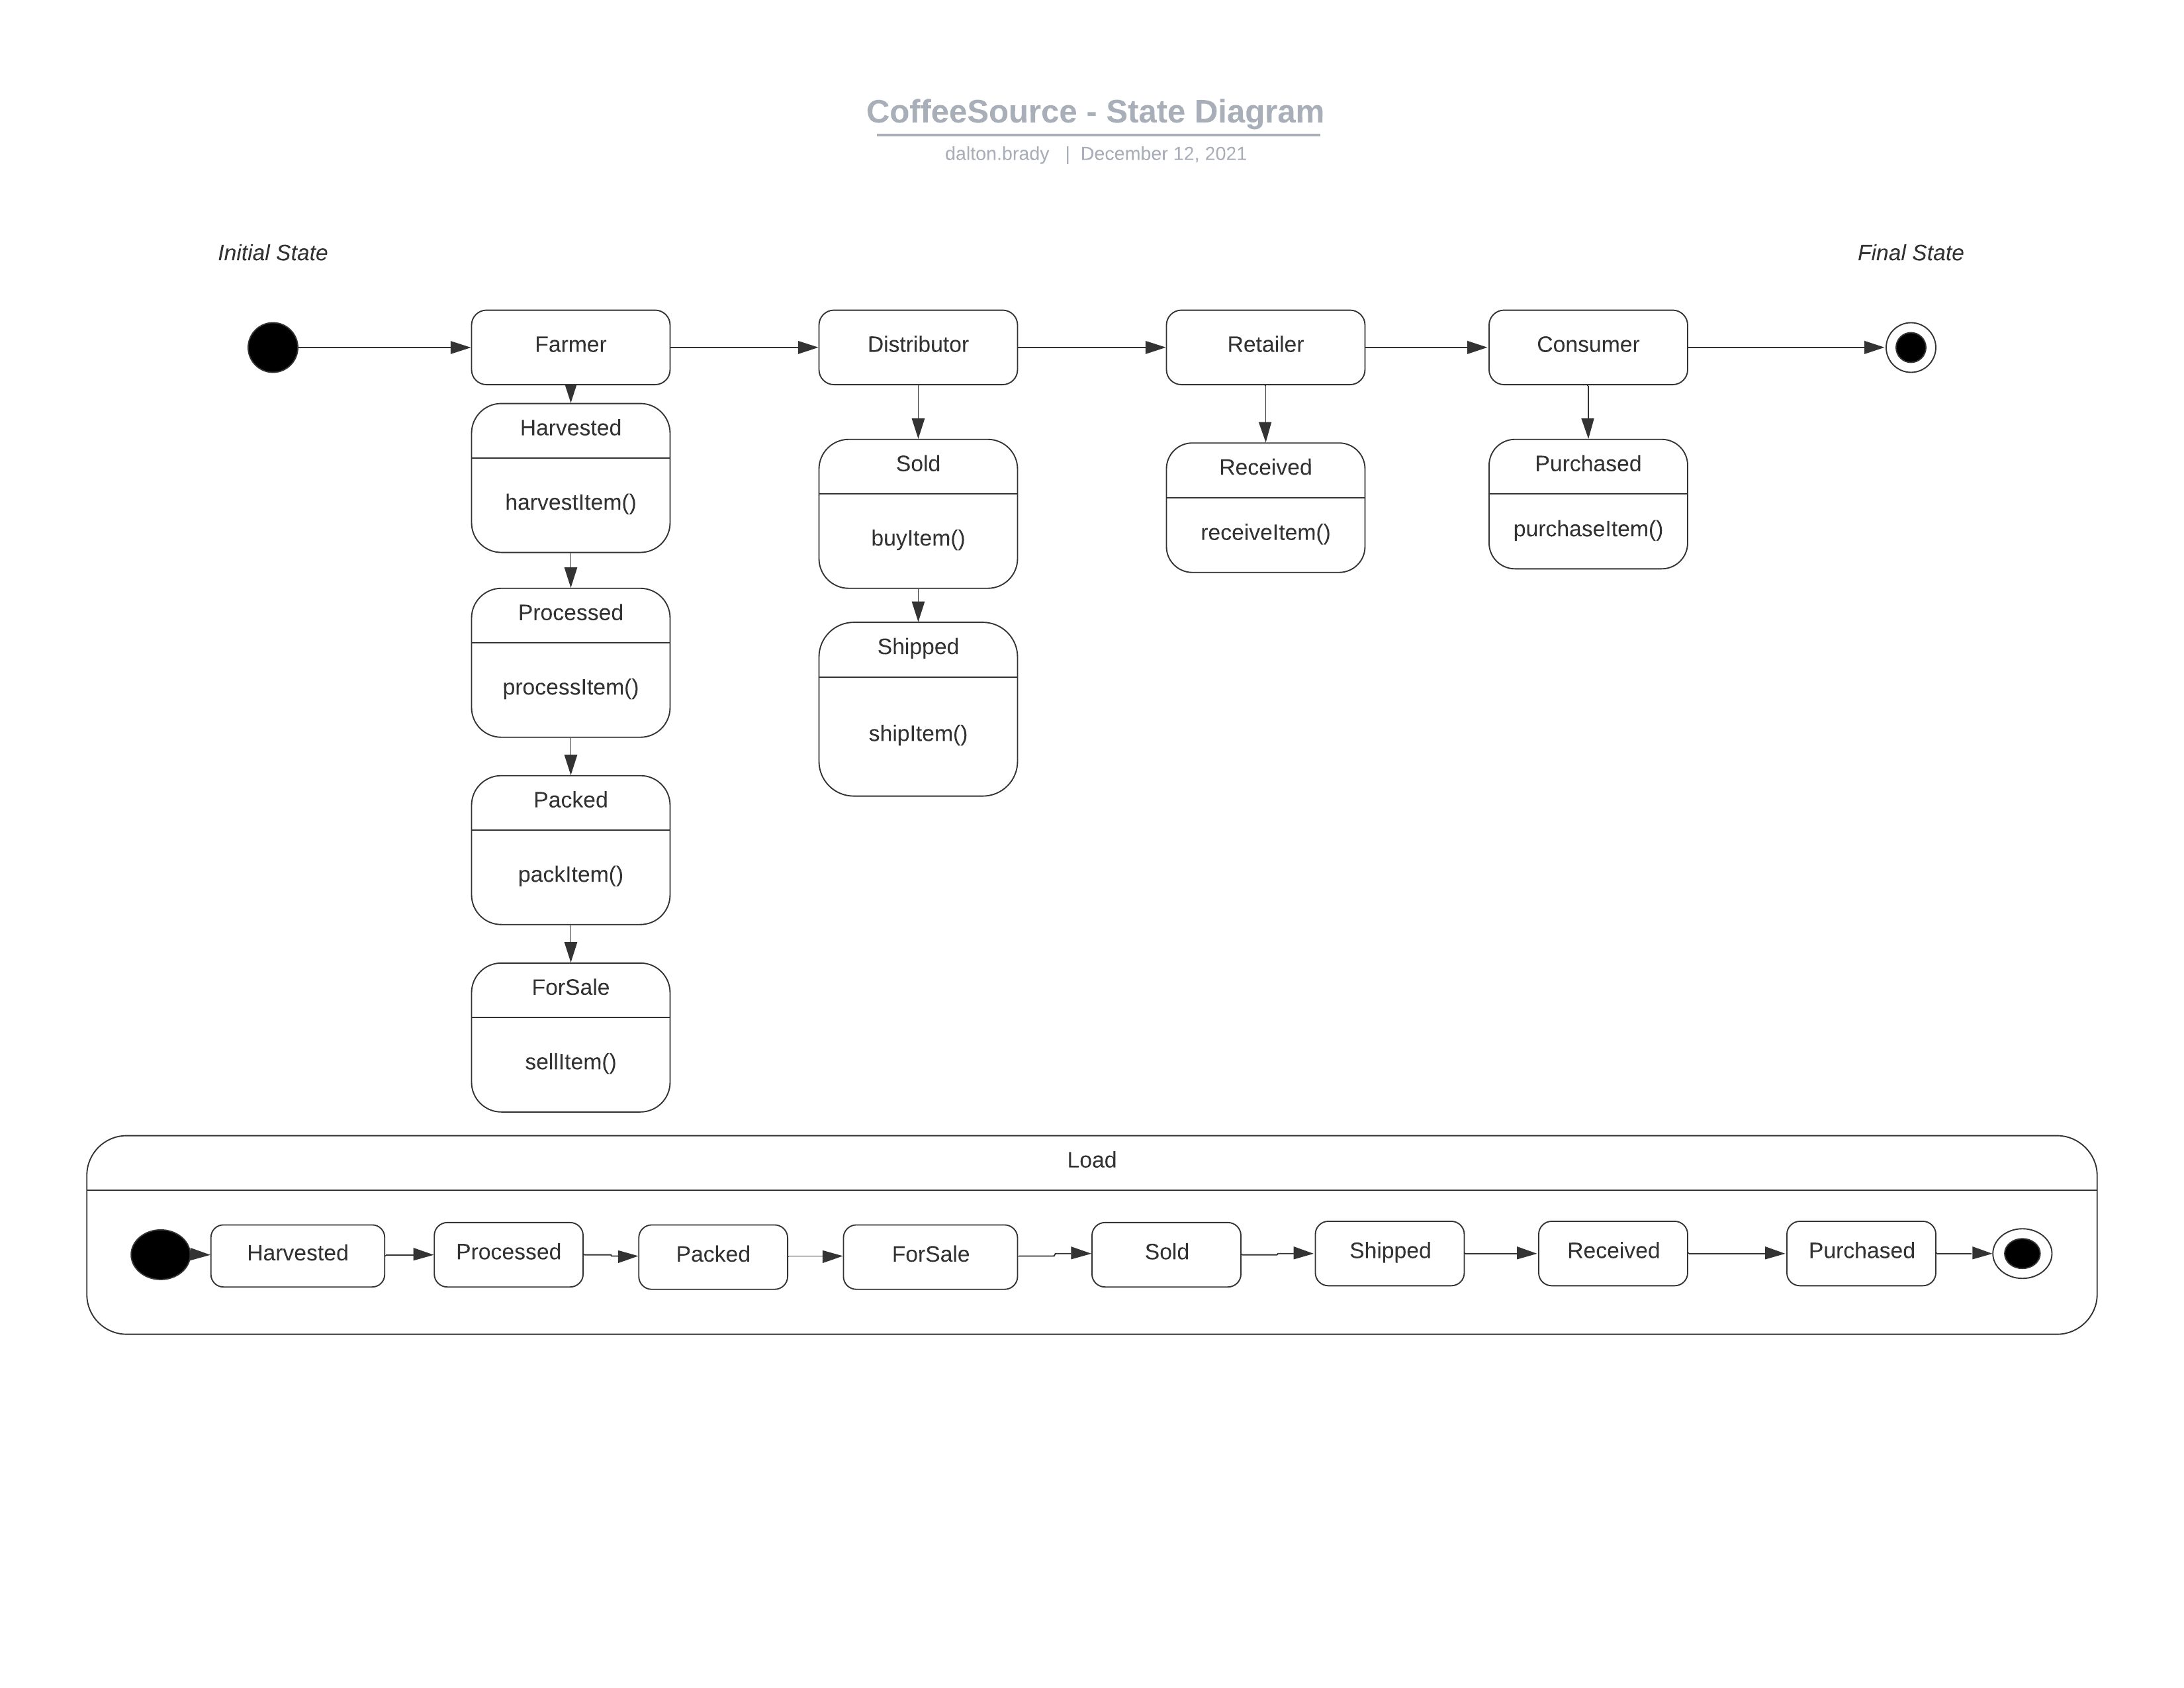 CoffeeSource - State Diagram
dalton.brady | December 12, 2021
Initial State
Final State
Farmer
Distributor
Retailer
Consumer
Harvested
harvestItem()
Processed
processItem()
Packed
packItem()
ForSale
sellItem()
Sold
buyItem()
Shipped
shipItem()
Received
receiveItem()
Purchased
purchaseItem()
Load
Harvested
Processed
Packed
ForSale
Sold
Shipped
Received
Purchased